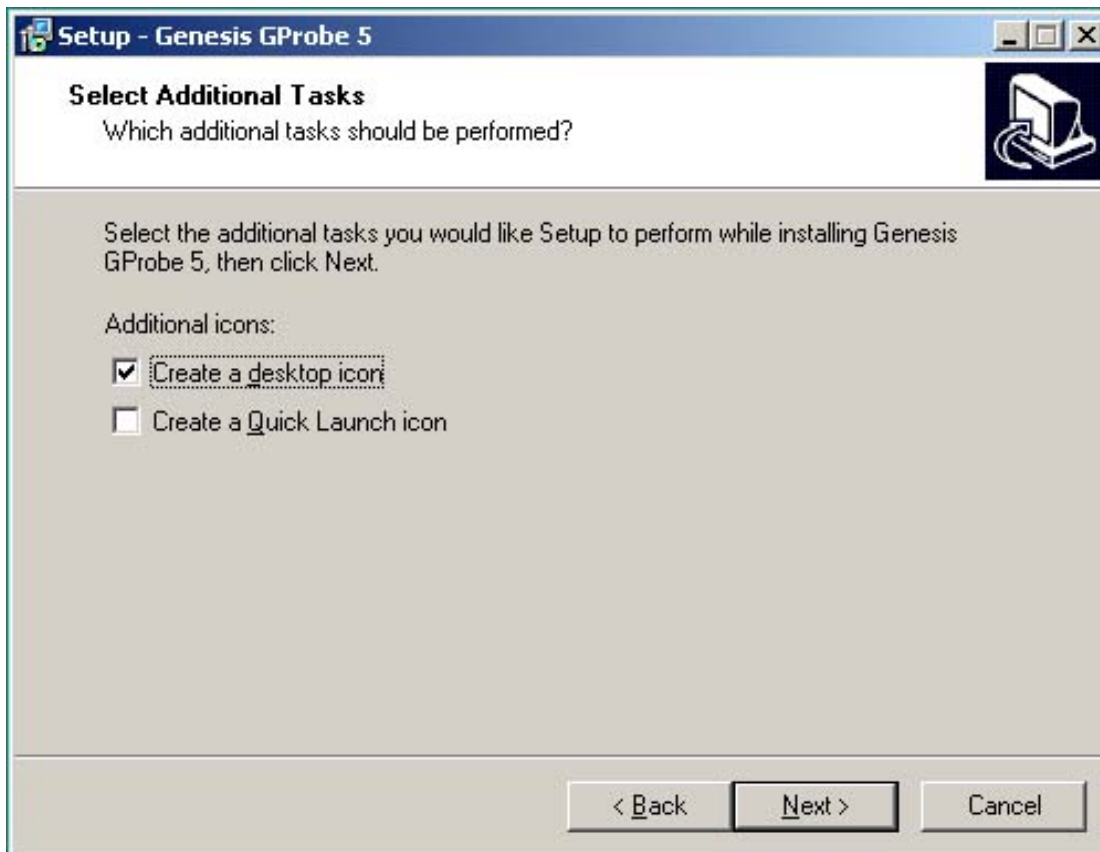 Setup - Genesis GProbe 5
Select Additional Tasks
Which additional tasks should be performed?
Select the additional tasks you would like Setup to perform while installing Genesis
GProbe 5, then click Next.
Additional icons:
Create a desktop icon
Create a Quick Launch icon
< Back
Next >
Cancel